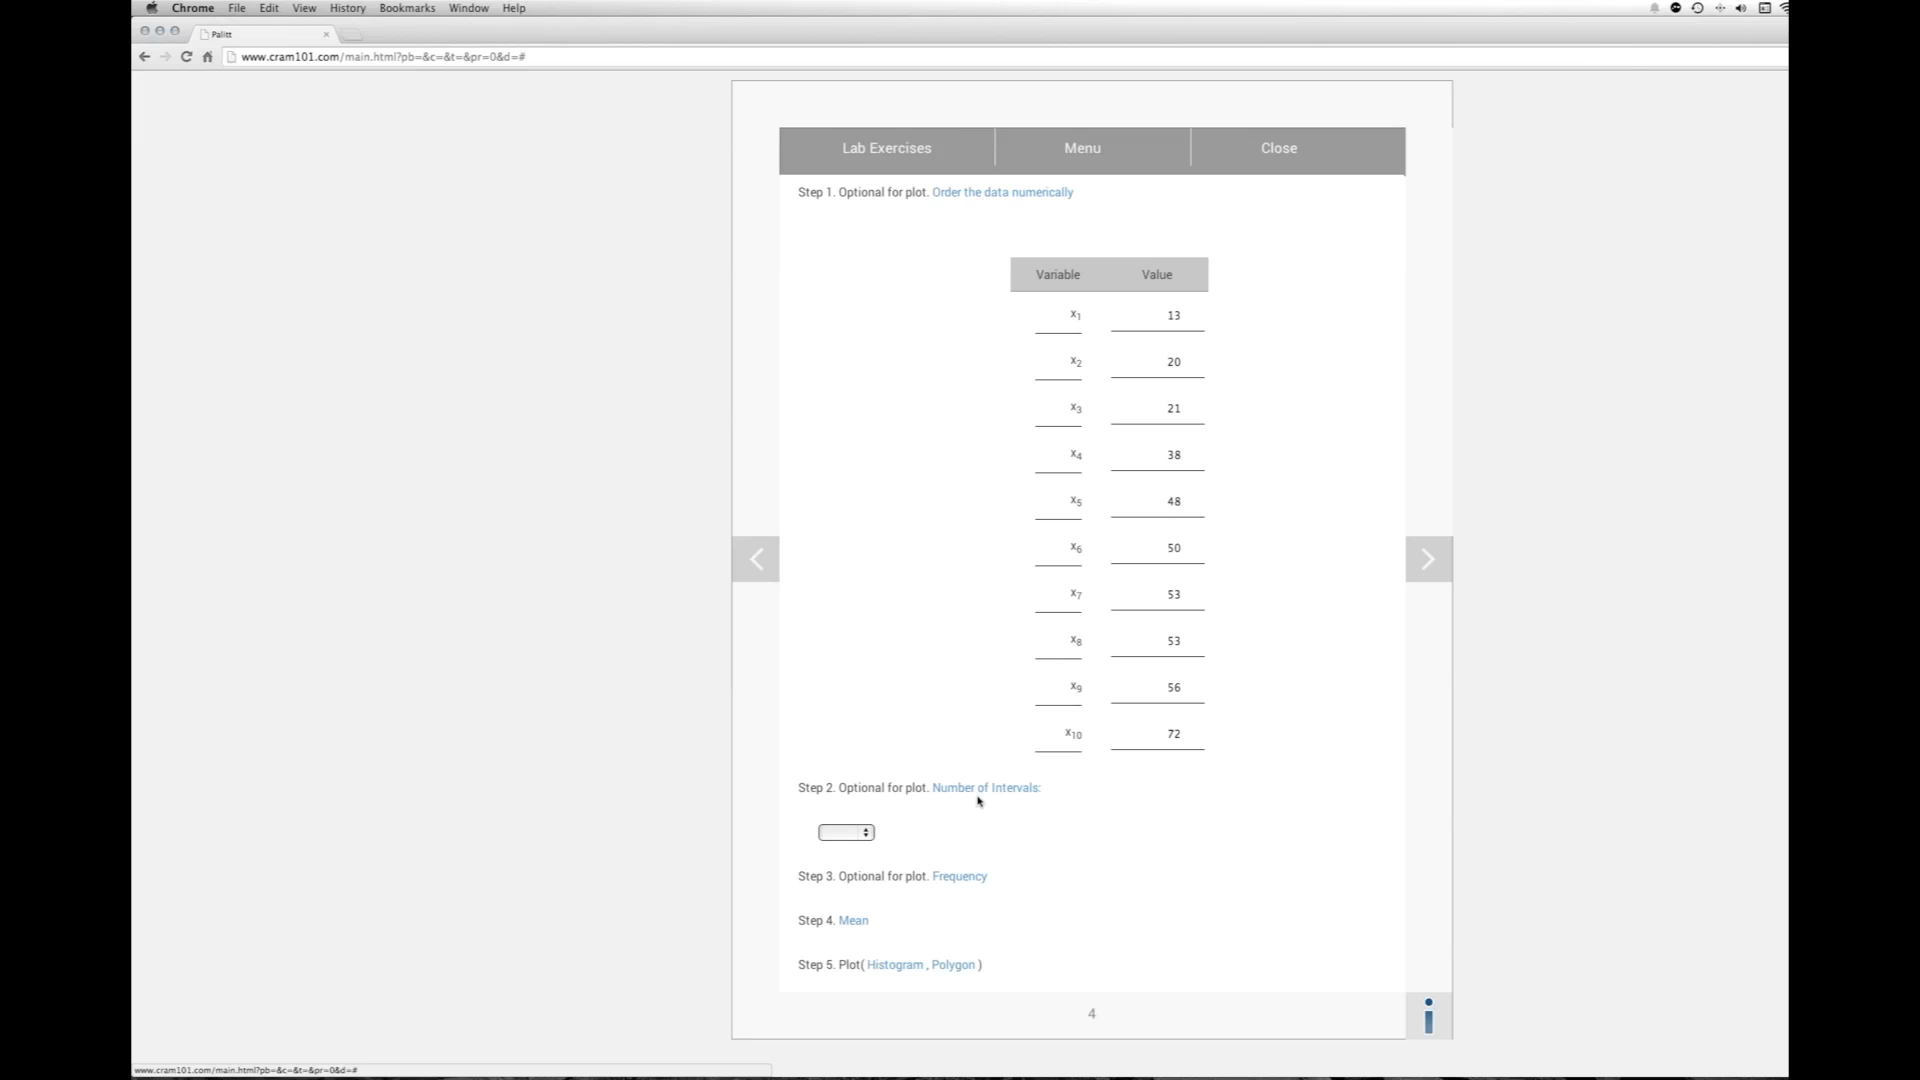 Chrome File Edit View History Bookmarks Window Help
Palitt
www.cram101.com/main.html?pb=&c=&t=&pr=0&d=#
Lab Exercises Menu Close
Step 1. Optional for plot. Order the data numerically
Variable Value
x1 13
x2 20
x3 21
x4 38
x5 48
x6 50
x7 53
x8 53
x9 56
x10 72
Step 2. Optional for plot. Number of Intervals:
Step 3. Optional for plot. Frequency
Step 4. Mean
Step 5. Plot( Histogram , Polygon )
4
i
www.cram101.com/main.html?pb=&c=&t=&pr=0&d=#